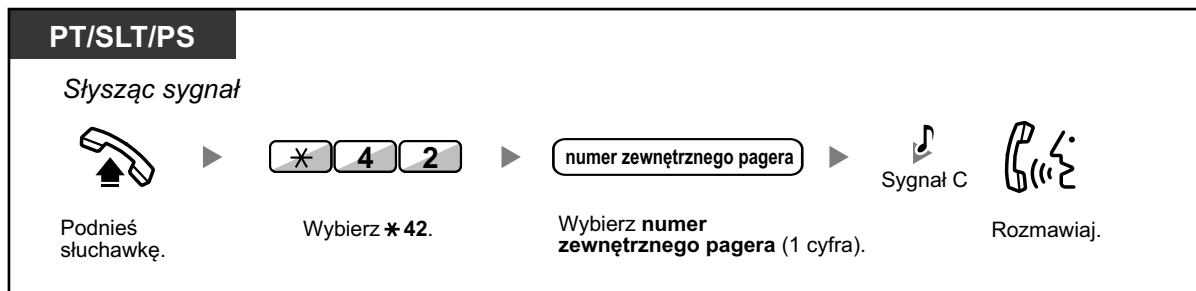 PT/SLT/PS
Słysząc sygnał
* 4 2
numer zewnętrznego pagera
Sygnał C
Podnieś
słuchawkę.
Wybierz * 42.
Wybierz numer
zewnętrznego pagera (1 cyfra).
Rozmawiaj.